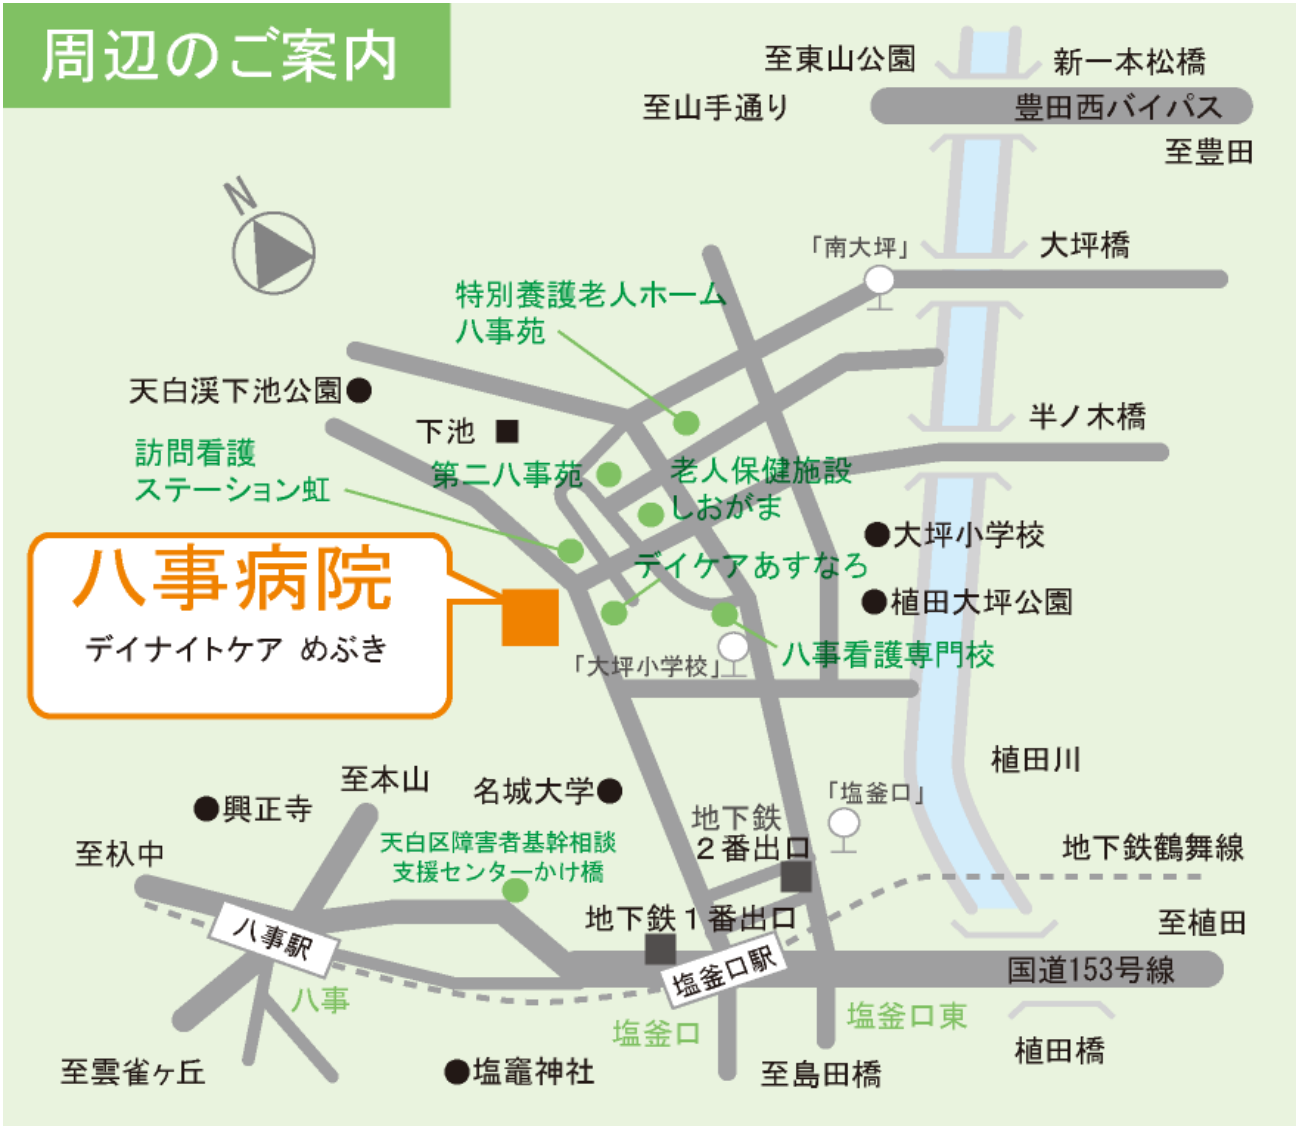 周辺のご案内
至東山公園
新一本松橋
至山手通り
豊田西バイパス
至豊田
N
「南大坪」
大坪橋
特別養護老人ホーム
八事苑
天白渓下池公園
下池
半ノ木橋
訪問看護
ステーション虹
第二八事苑
老人保健施設
しおがま
大坪小学校
八事病院
デイナイトケア めぶき
デイケアあすなろ
植田大坪公園
「大坪小学校」
八事看護専門校
植田川
至本山
名城大学
興正寺
「塩釜口」
地下鉄
２番出口
至杁中
天白区障害者基幹相談
支援センターかけ橋
地下鉄鶴舞線
地下鉄１番出口
至植田
八事駅
塩釜口駅
国道153号線
八事
塩釜口
塩釜口東
植田橋
至雲雀ヶ丘
塩竈神社
至島田橋